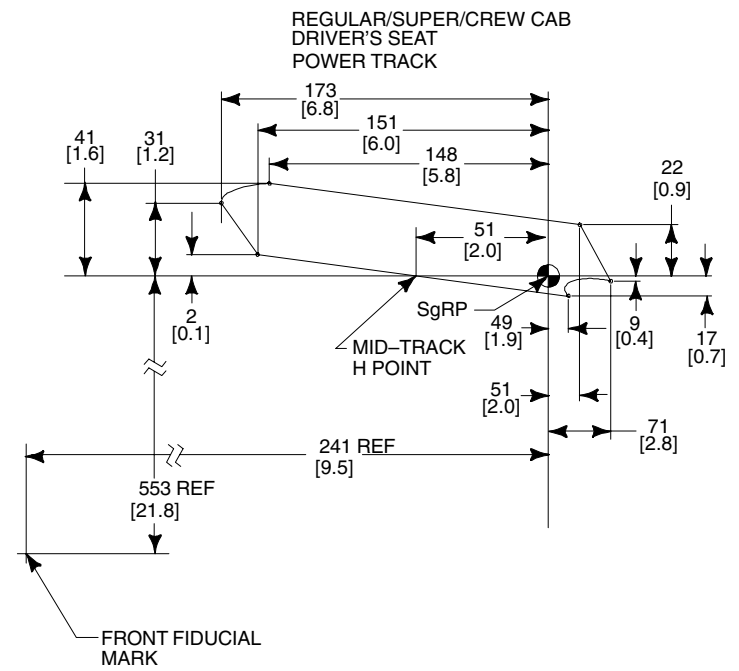 REGULAR/SUPER/CREW CAB
DRIVER'S SEAT
POWER TRACK
173
[6.8]
41
[1.6]
31
[1.2]
151
[6.0]
148
[5.8]
22
[0.9]
51
[2.0]
SgRP
2
[0.1]
49
[1.9]
9
[0.4]
17
[0.7]
MID–TRACK
H POINT
51
[2.0]
71
[2.8]
241 REF
[9.5]
553 REF
[21.8]
FRONT FIDUCIAL
MARK